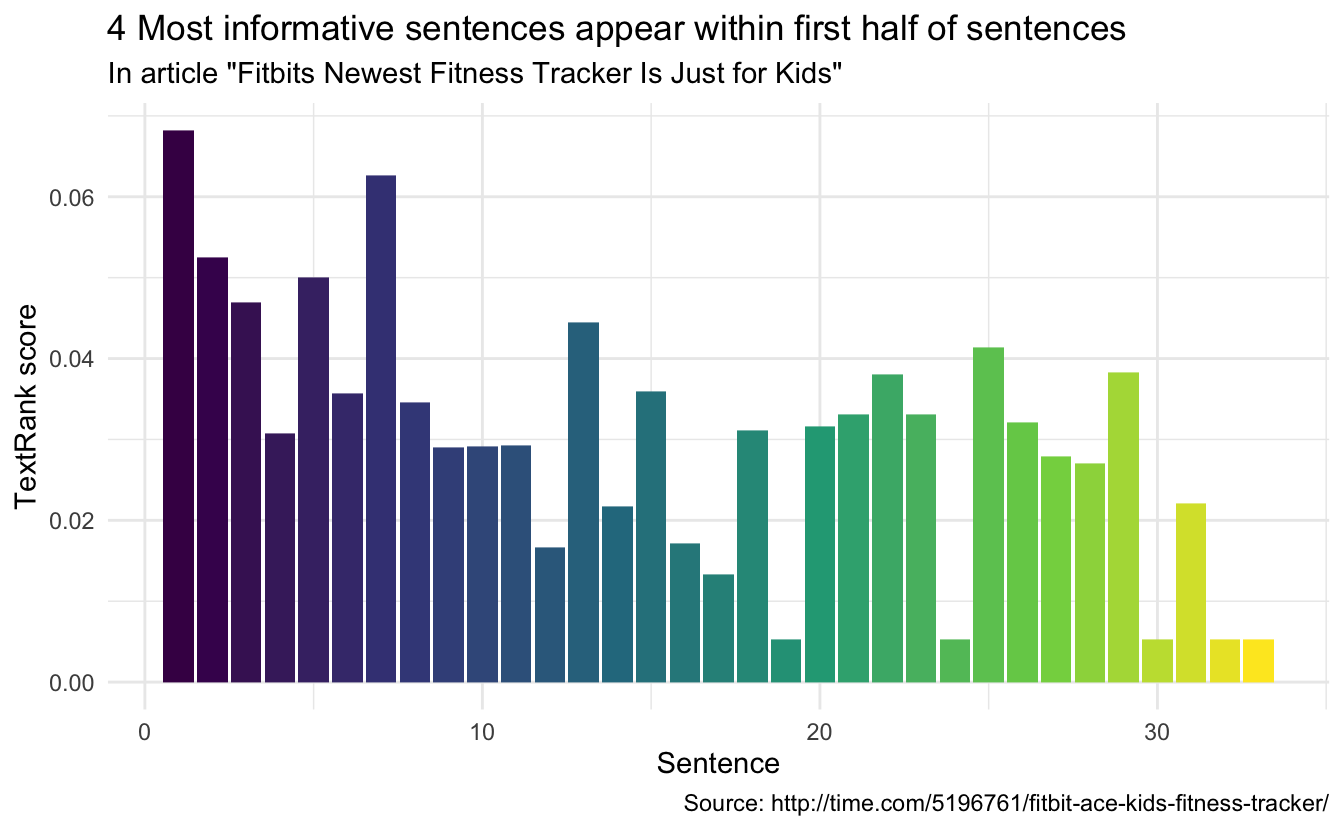 4 Most informative sentences appear within first half of sentences
In article "Fitbits Newest Fitness Tracker Is Just for Kids"
TextRank score
0.06
0.04
0.02
0.00
0 10 20 30
Sentence
Source: http://time.com/5196761/fitbit-ace-kids-fitness-tracker/